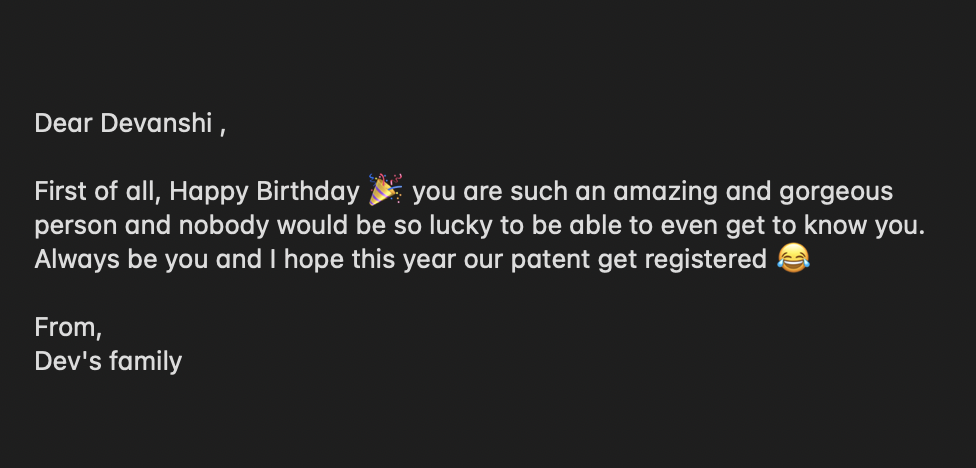 Dear Devanshi ,
First of all, Happy Birthday 🎉 you are such an amazing and gorgeous
person and nobody would be so lucky to be able to even get to know you.
Always be you and I hope this year our patent get registered 😂
From,
Dev's family